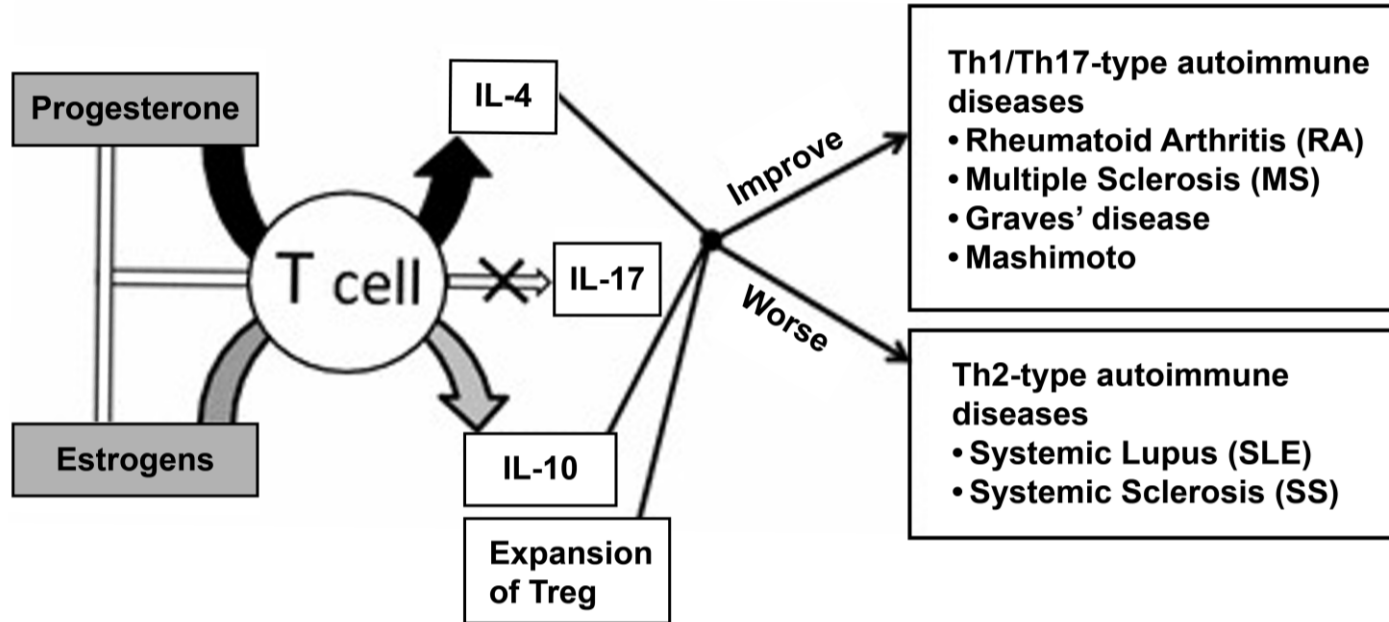 Progesterone
Estrogens
T cell
IL-4
IL-17
IL-10
Expansion
of Treg
Improve
Worse
Th1/Th17-type autoimmune
diseases
• Rheumatoid Arthritis (RA)
• Multiple Sclerosis (MS)
• Graves’ disease
• Mashimoto
Th2-type autoimmune
diseases
• Systemic Lupus (SLE)
• Systemic Sclerosis (SS)